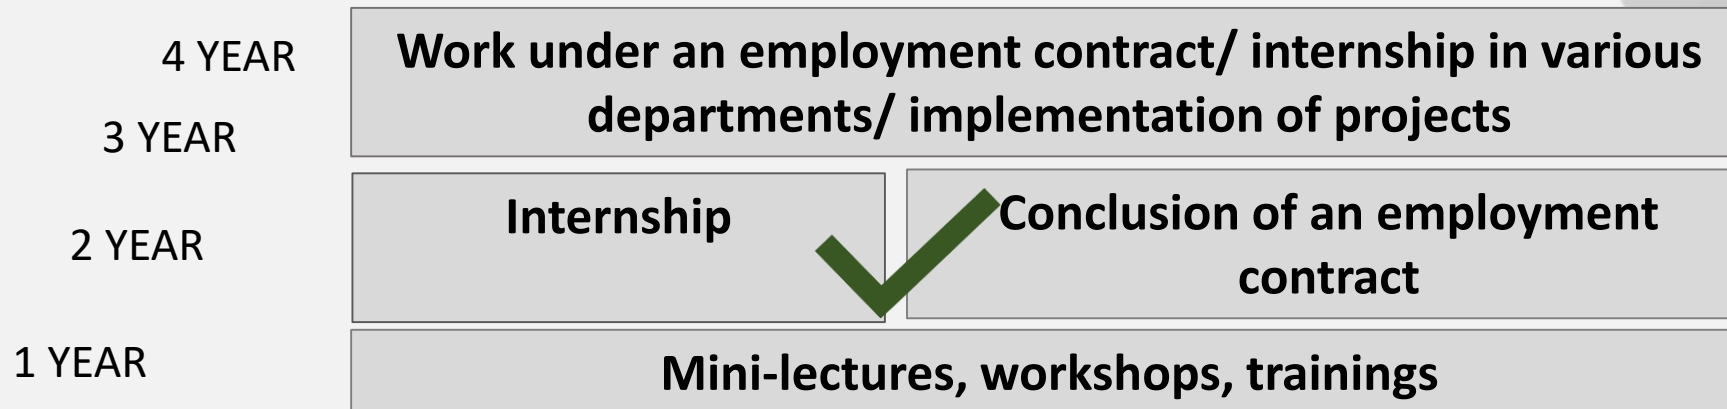 4 YEAR
Work under an employment contract/ internship in various
departments/ implementation of projects
3 YEAR
2 YEAR
Internship
Conclusion of an employment
contract
1 YEAR
Mini-lectures, workshops, trainings